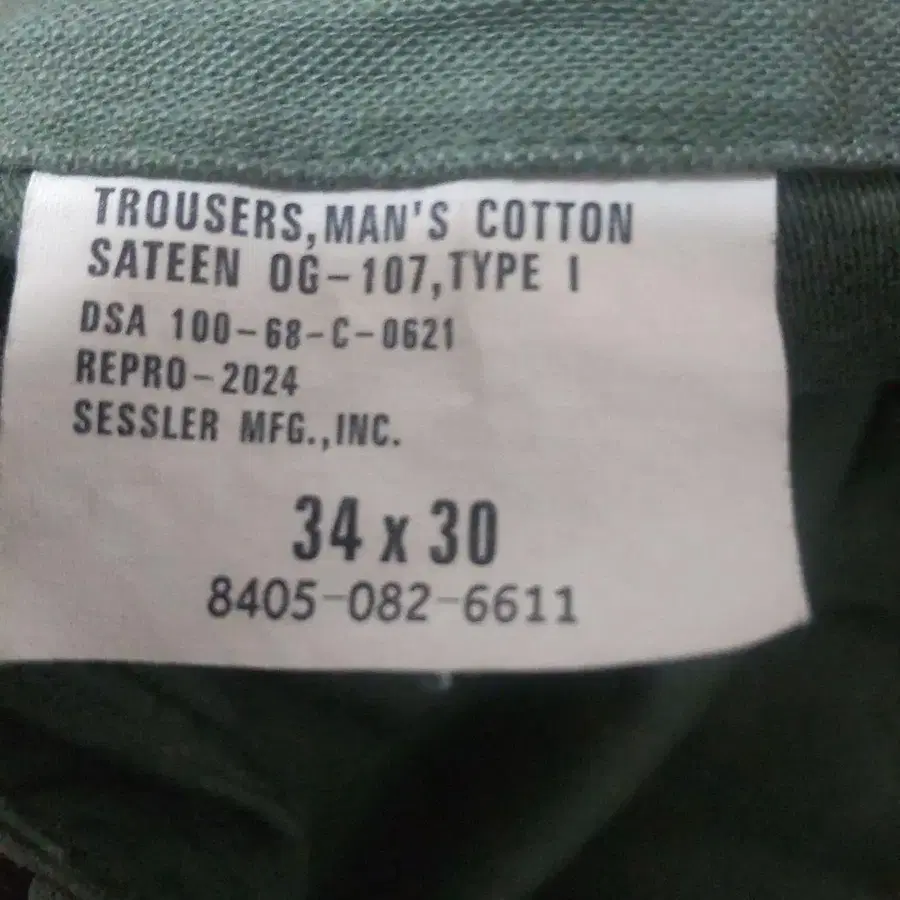 TROUSERS,MAN'S COTTON
SATEEN OG-107,TYPE I
DSA 100-68-C-0621
REPRO-2024
SESSLER MFG.,INC.
34 x 30
8405-082-6611